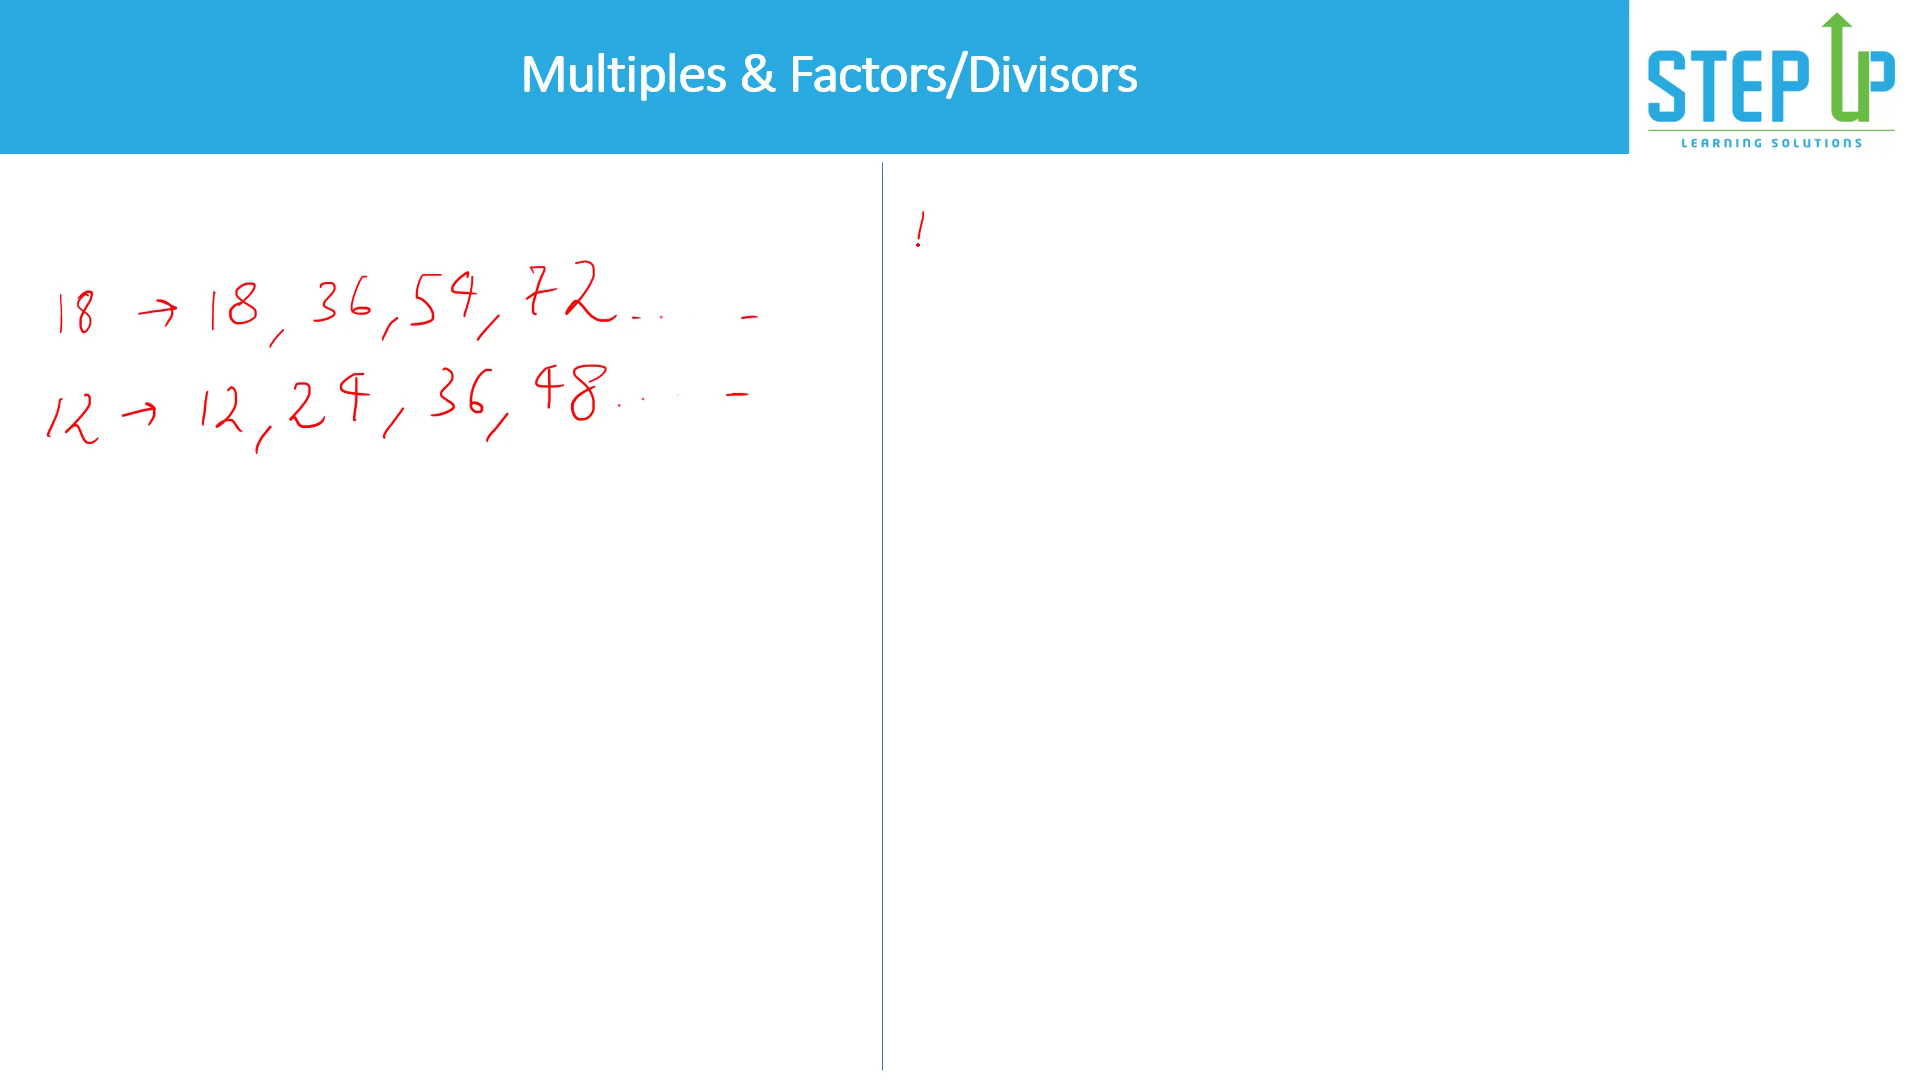 Multiples & Factors/Divisors
STEP UP
LEARNING SOLUTIONS
18 → 18, 36, 54, 72.... -
12 → 12, 24, 36, 48.... -
!